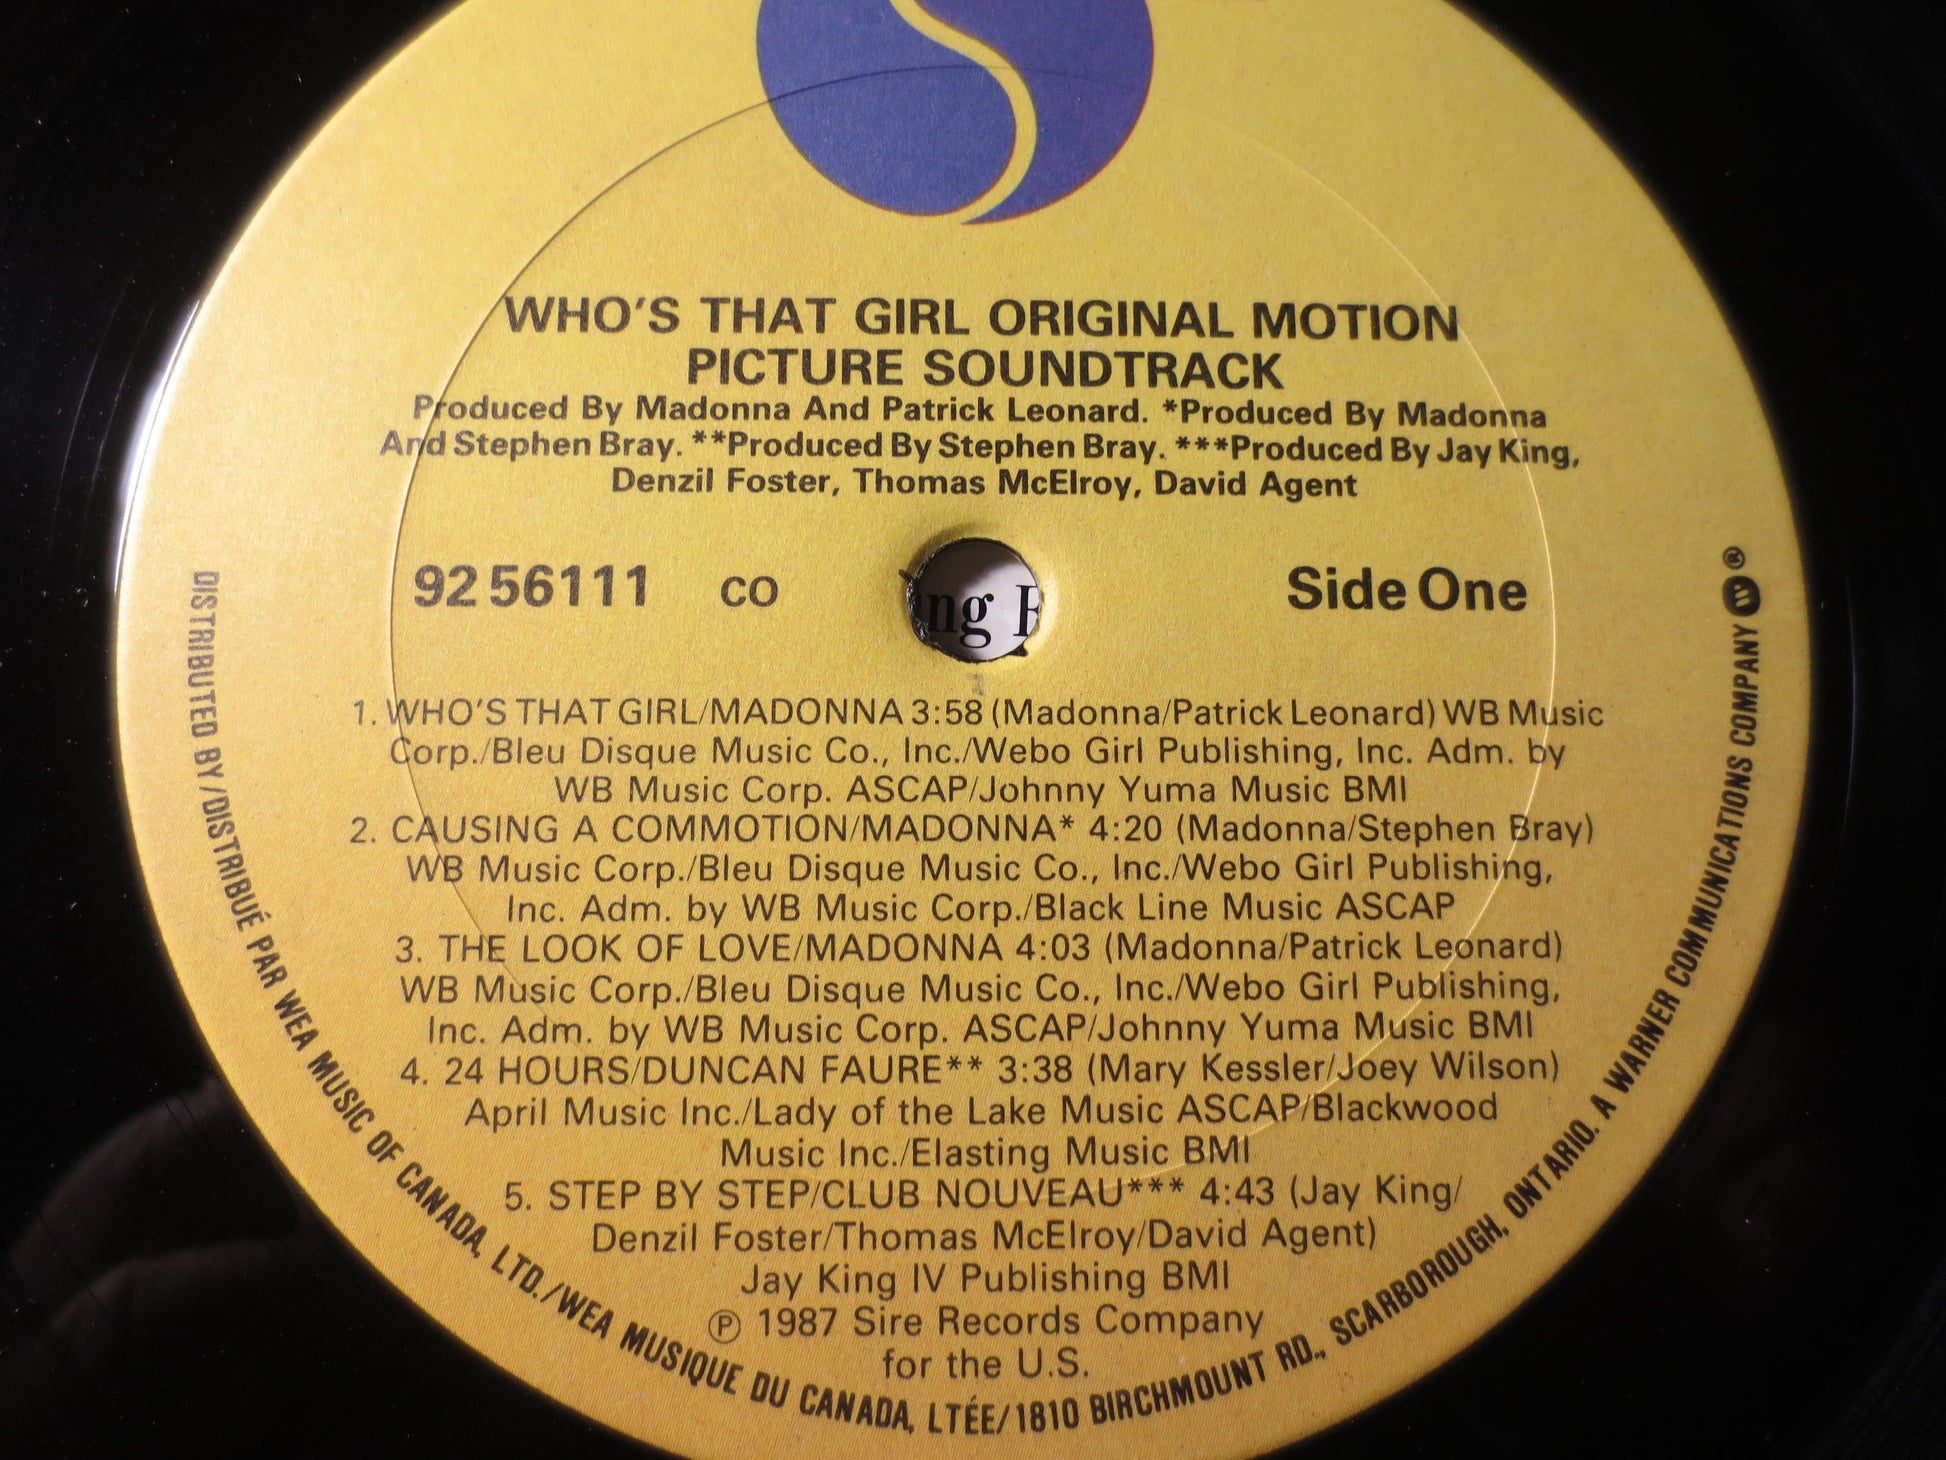 WHO'S THAT GIRL ORIGINAL MOTION
PICTURE SOUNDTRACK
Produced By Madonna And Patrick Leonard. *Produced By Madonna
And Stephen Bray. **Produced By Stephen Bray. ***Produced By Jay King,
Denzil Foster, Thomas McElroy, David Agent
92 56111 CO Side One
ng
1. WHO'S THAT GIRL/MADONNA 3:58 (Madonna/Patrick Leonard) WB Music
Corp./Bleu Disque Music Co., Inc./Webo Girl Publishing, Inc. Adm. by
WB Music Corp. ASCAP/Johnny Yuma Music BMI
2. CAUSING A COMMOTION/MADONNA* 4:20 (Madonna/Stephen Bray)
WB Music Corp./Bleu Disque Music Co., Inc./Webo Girl Publishing,
Inc. Adm. by WB Music Corp./Black Line Music ASCAP
3. THE LOOK OF LOVE/MADONNA 4:03 (Madonna/Patrick Leonard)
WB Music Corp./Bleu Disque Music Co., Inc./Webo Girl Publishing,
Inc. Adm. by WB Music Corp. ASCAP/Johnny Yuma Music BMI
4. 24 HOURS/DUNCAN FAURE** 3:38 (Mary Kessler/Joey Wilson)
April Music Inc./Lady of the Lake Music ASCAP/Blackwood
Music Inc./Elasting Music BMI
5. STEP BY STEP/CLUB NOUVEAU*** 4:43 (Jay King/
Denzil Foster/Thomas McElroy/David Agent)
Jay King IV Publishing BMI
℗ 1987 Sire Records Company
for the U.S.
DISTRIBUTED BY/DISTRIBUÉ PAR WEA MUSIC OF CANADA, LTD./WEA MUSIQUE DU CANADA, LTÉE/1810 BIRCHMOUNT RD., SCARBOROUGH, ONTARIO. A WARNER COMMUNICATIONS COMPANY ®